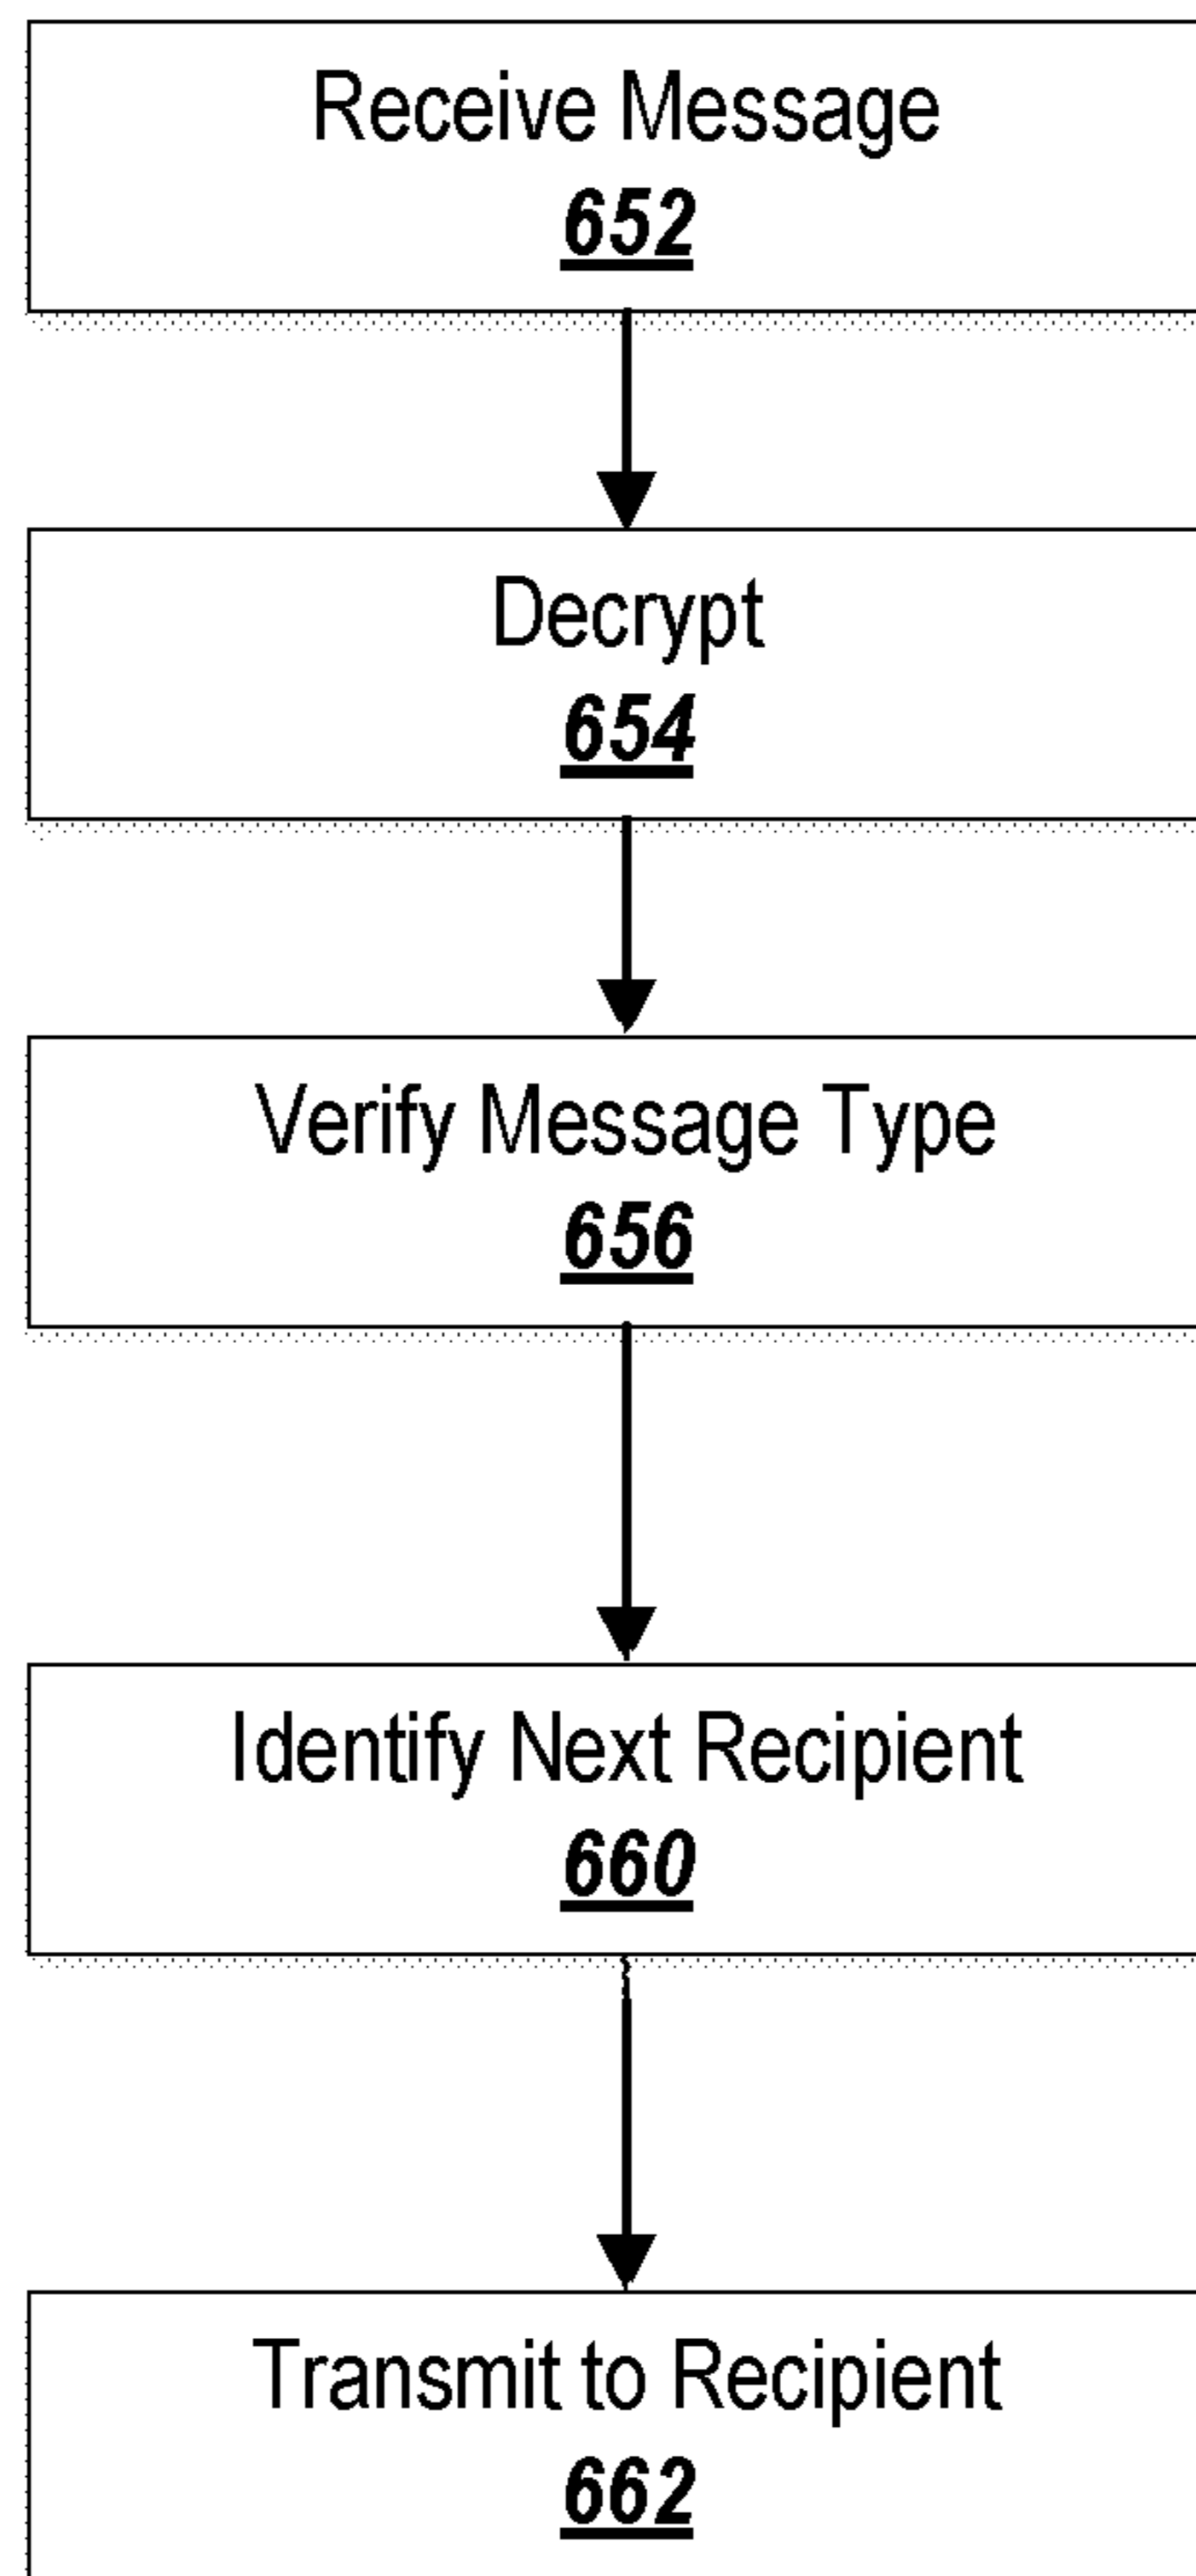 Receive Message
652
Decrypt
654
Verify Message Type
656
Identify Next Recipient
660
Transmit to Recipient
662